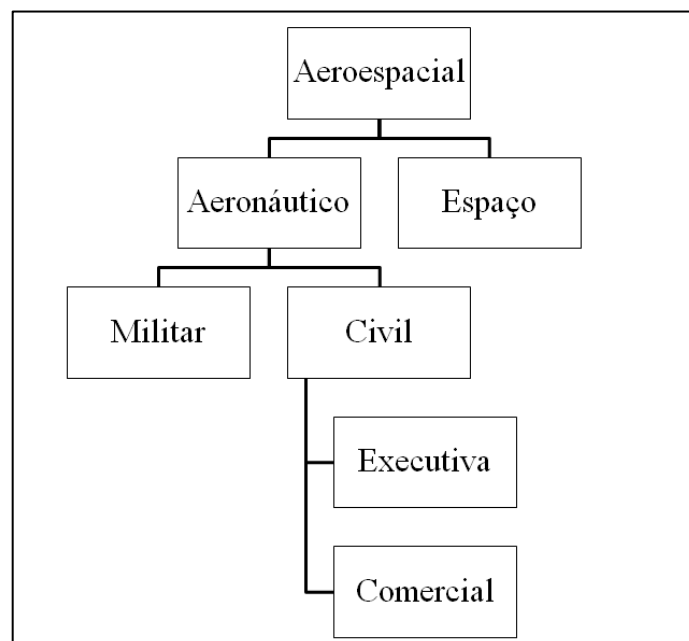 Aeroespacial
Aeronáutico
Espaço
Militar
Civil
Executiva
Comercial